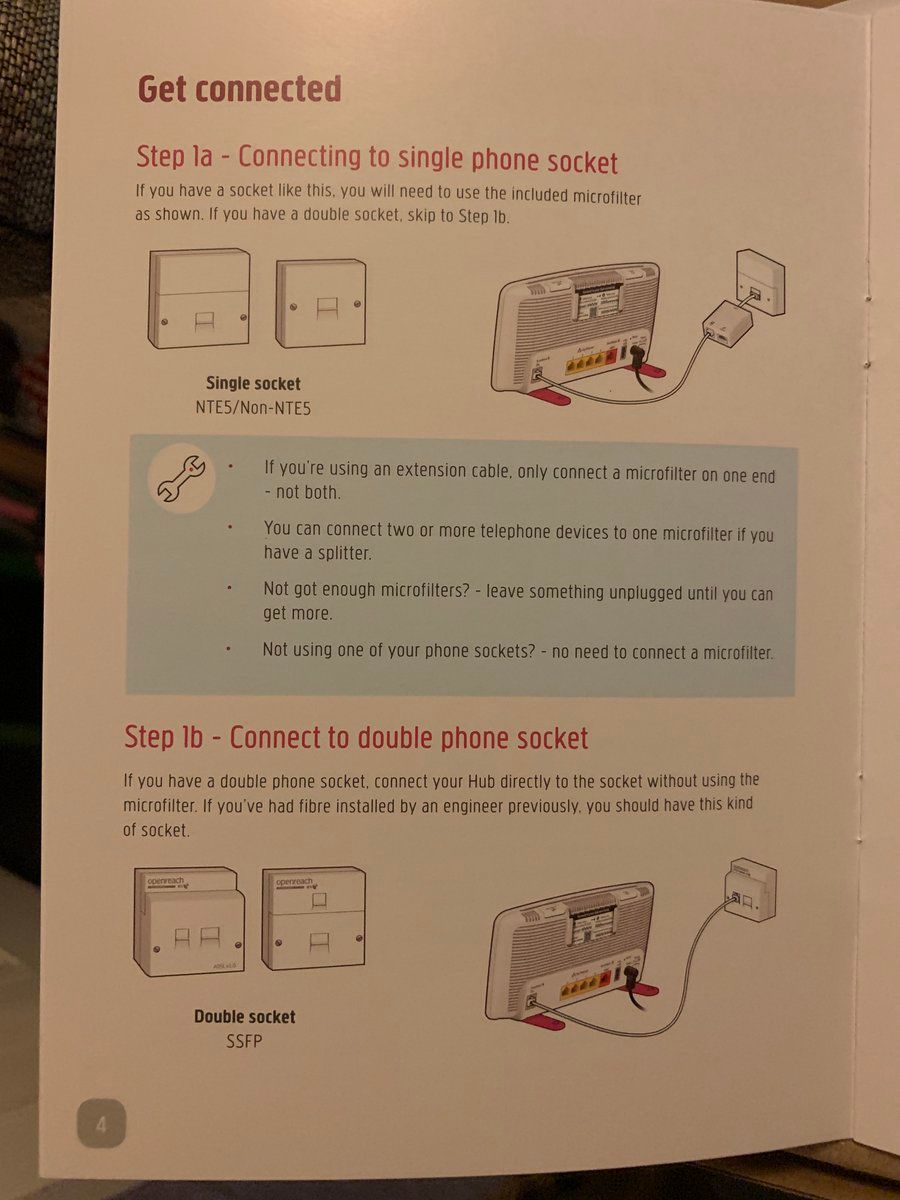 Get connected
Step 1a - Connecting to single phone socket
If you have a socket like this, you will need to use the included microfilter
as shown. If you have a double socket, skip to Step 1b.
Single socket
NTE5/Non-NTE5
• If you're using an extension cable, only connect a microfilter on one end
- not both.
• You can connect two or more telephone devices to one microfilter if you
have a splitter.
• Not got enough microfilters? - leave something unplugged until you can
get more.
• Not using one of your phone sockets? - no need to connect a microfilter.
Step 1b - Connect to double phone socket
If you have a double phone socket, connect your Hub directly to the socket without using the
microfilter. If you've had fibre installed by an engineer previously, you should have this kind
of socket.
openreach
openreach
Double socket
SSFP
4